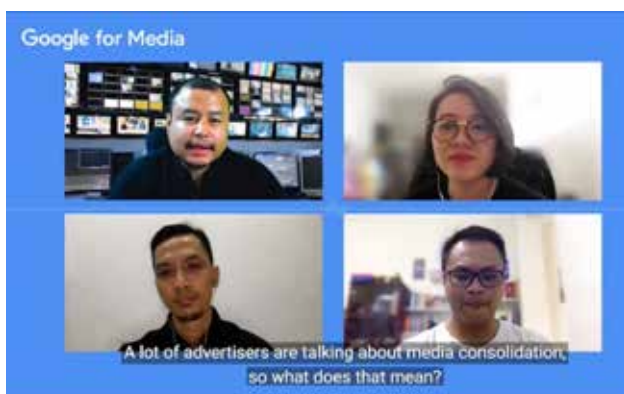 Google for Media
A lot of advertisers are talking about media consolidation,
so what does that mean?